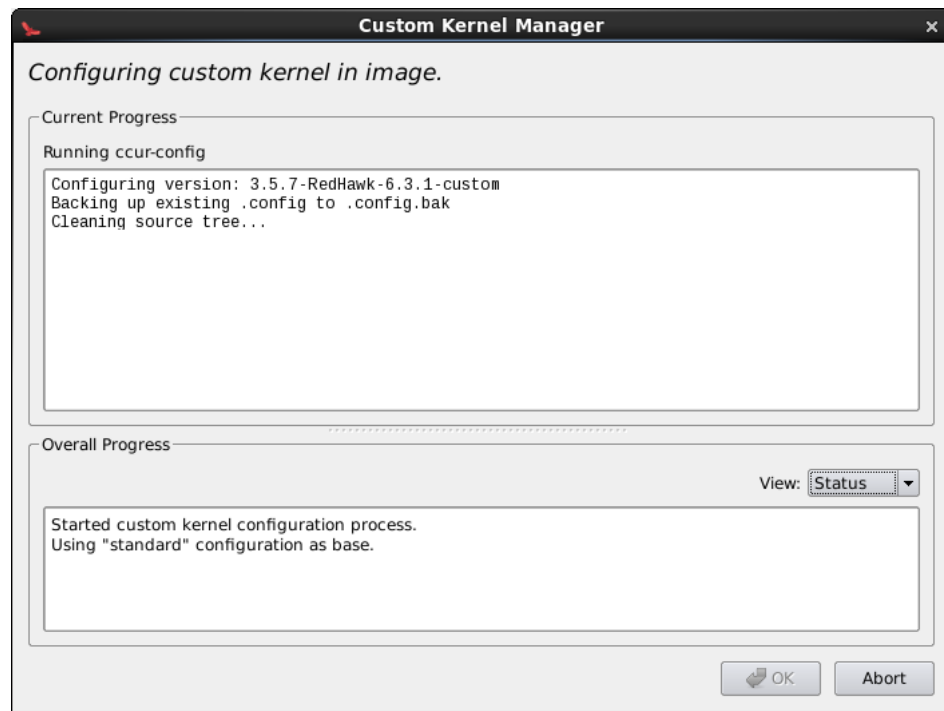 Custom Kernel Manager
Configuring custom kernel in image.
Current Progress
Running ccur-config
Configuring version: 3.5.7-RedHawk-6.3.1-custom
Backing up existing .config to .config.bak
Cleaning source tree...
Overall Progress
View: Status
Started custom kernel configuration process.
Using "standard" configuration as base.
OK Abort